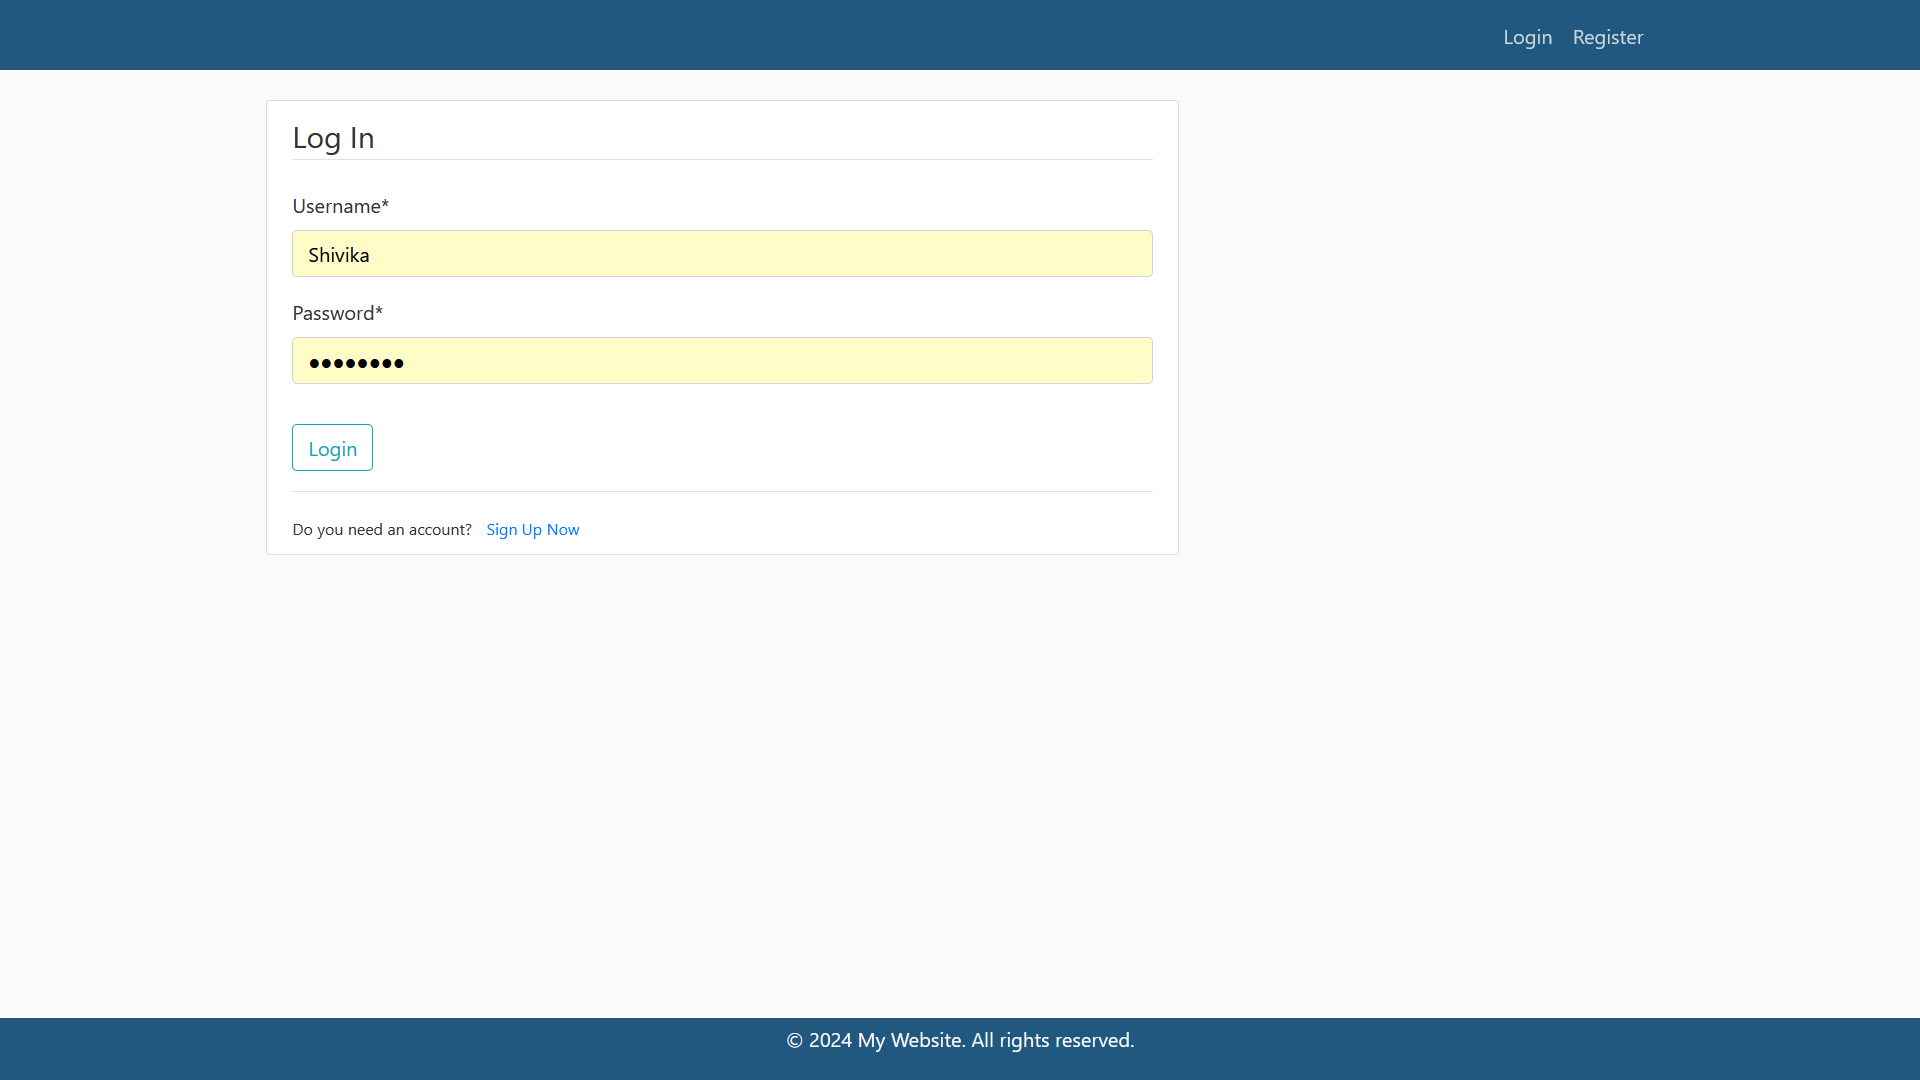 Login Register
Log In
Username*
Shivika
Password*
••••••••
Login
Do you need an account? Sign Up Now
© 2024 My Website. All rights reserved.